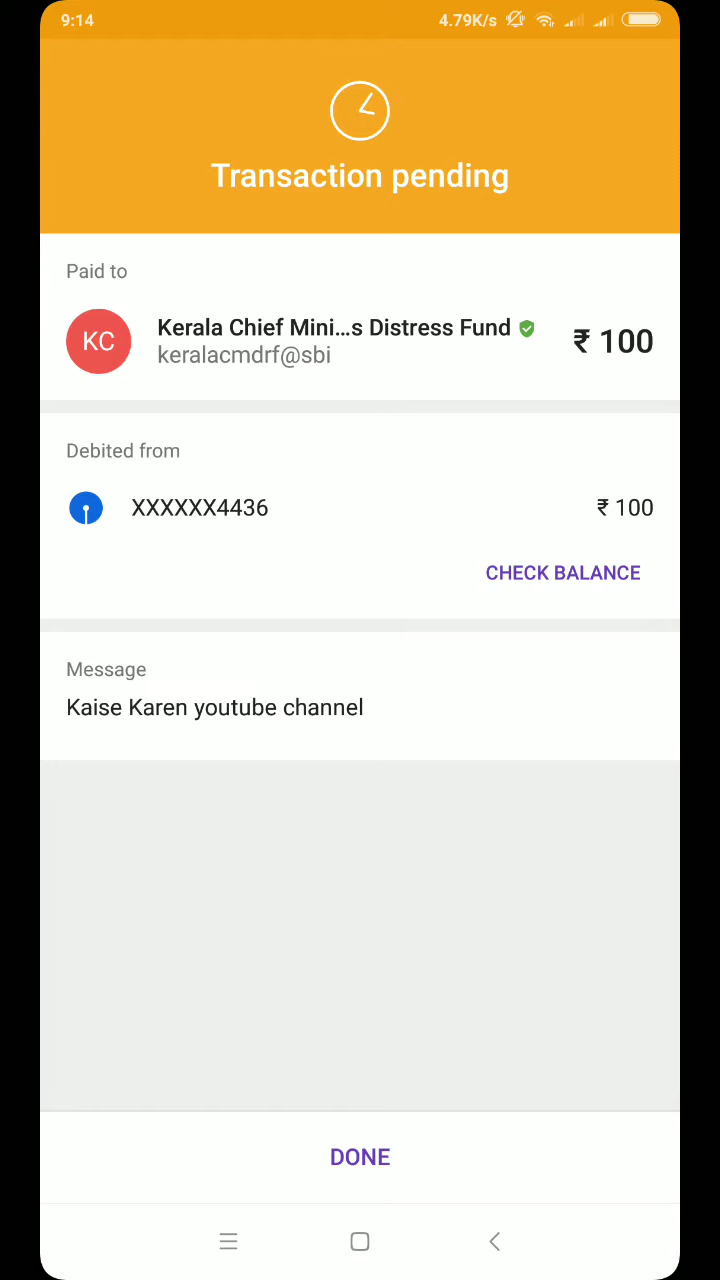 9:14 4.79K/s
Transaction pending
Paid to
KC Kerala Chief Mini...s Distress Fund ₹ 100
keralacmdrf@sbi
Debited from
XXXXXX4436 ₹ 100
CHECK BALANCE
Message
Kaise Karen youtube channel
DONE